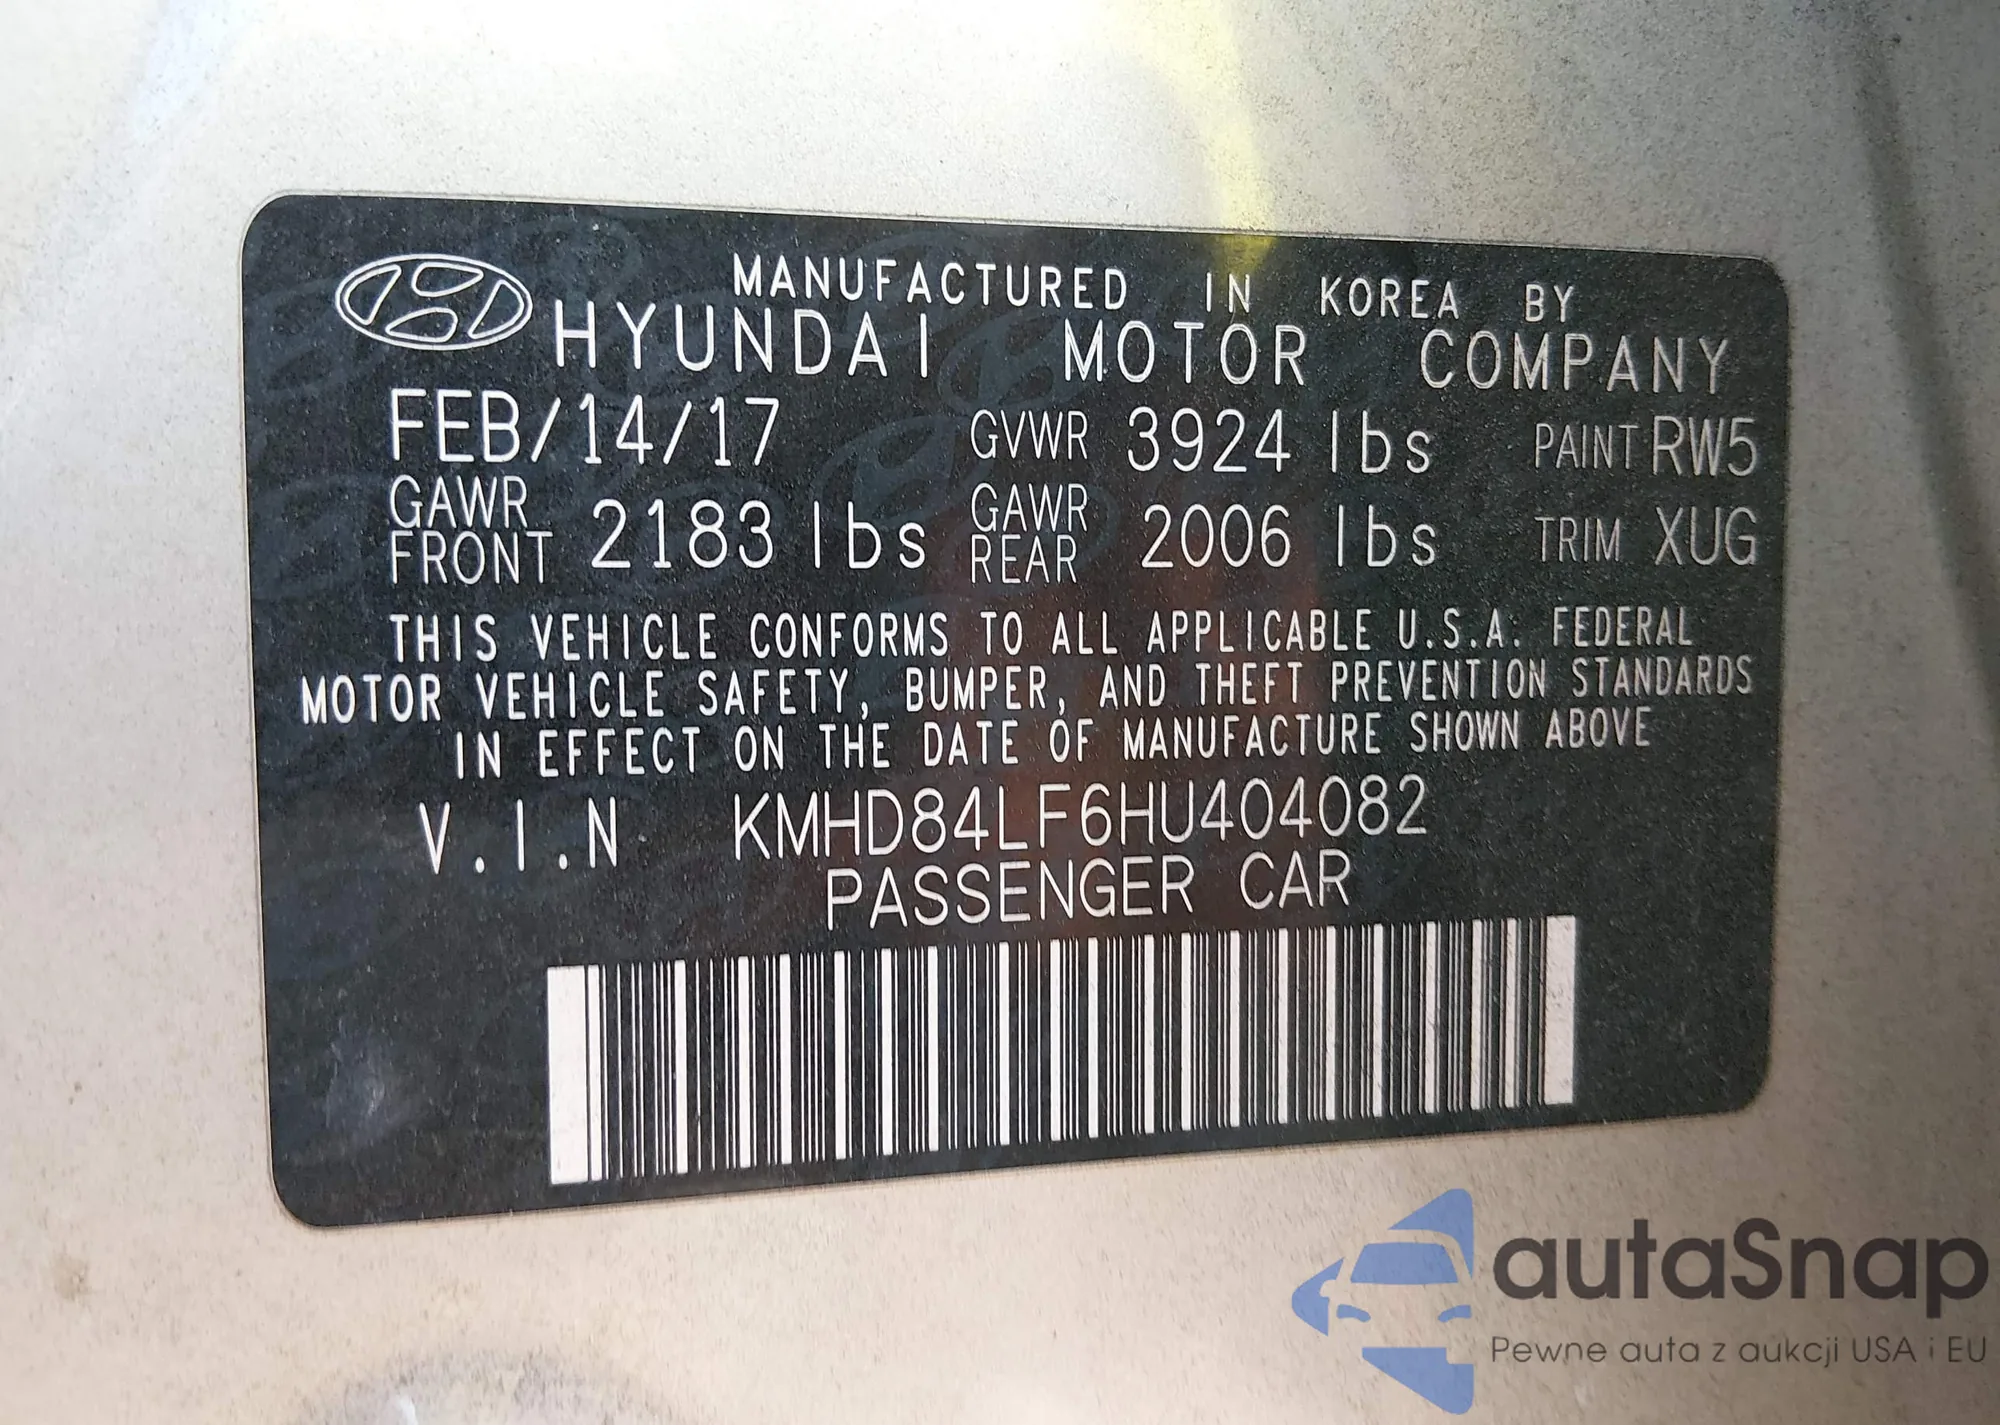 MANUFACTURED IN KOREA BY
HYUNDAI MOTOR COMPANY
FEB/14/17 GVWR 3924 lbs PAINT RW5
GAWR FRONT 2183 lbs GAWR REAR 2006 lbs TRIM XUG
THIS VEHICLE CONFORMS TO ALL APPLICABLE U.S.A. FEDERAL
MOTOR VEHICLE SAFETY, BUMPER, AND THEFT PREVENTION STANDARDS
IN EFFECT ON THE DATE OF MANUFACTURE SHOWN ABOVE
V.I.N KMHD84LF6HU404082
PASSENGER CAR
autaSnap
Pewne auta z aukcji USA i EU